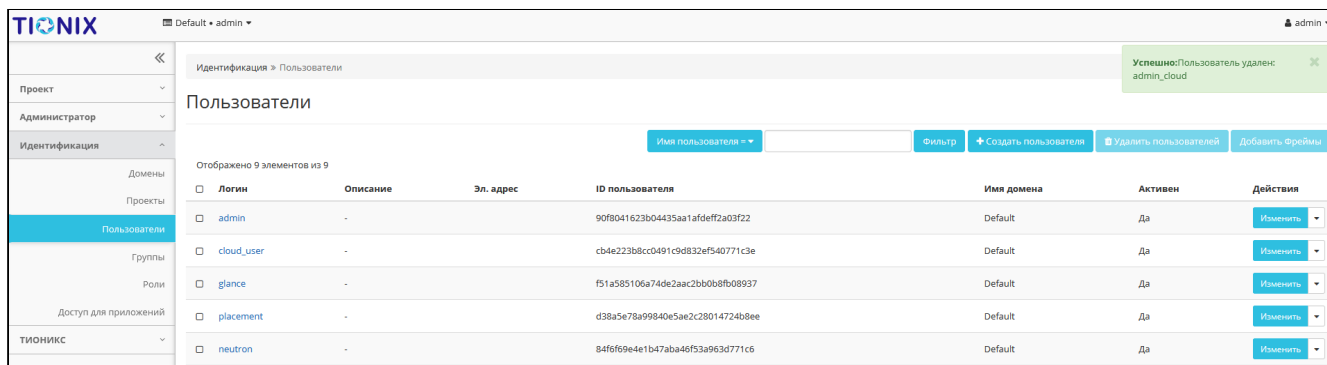 TIONIX
Default • admin
admin
Идентификация » Пользователи
Успешно:Пользователь удален:
admin_cloud
Проект
Администратор
Идентификация
Домены
Проекты
Пользователи
Группы
Роли
Доступ для приложений
ТИОНИКС
Пользователи
Имя пользователя = Фильтр Создать пользователя Удалить пользователей Добавить Фреймы
Отображено 9 элементов из 9
Логин Описание Эл. адрес ID пользователя Имя домена Активен Действия
admin - 90f8041623b04435aa1afdeff2a03f22 Default Да Изменить
cloud_user - cb4e223b8cc0491c9d832ef540771c3e Default Да Изменить
glance - f51a585106a74de2aac2bb0b8fb08937 Default Да Изменить
placement - d38a5e78a99840e5ae2c28014724b8ee Default Да Изменить
neutron - 84f6f69e4e1b47aba46f53a963d771c6 Default Да Изменить